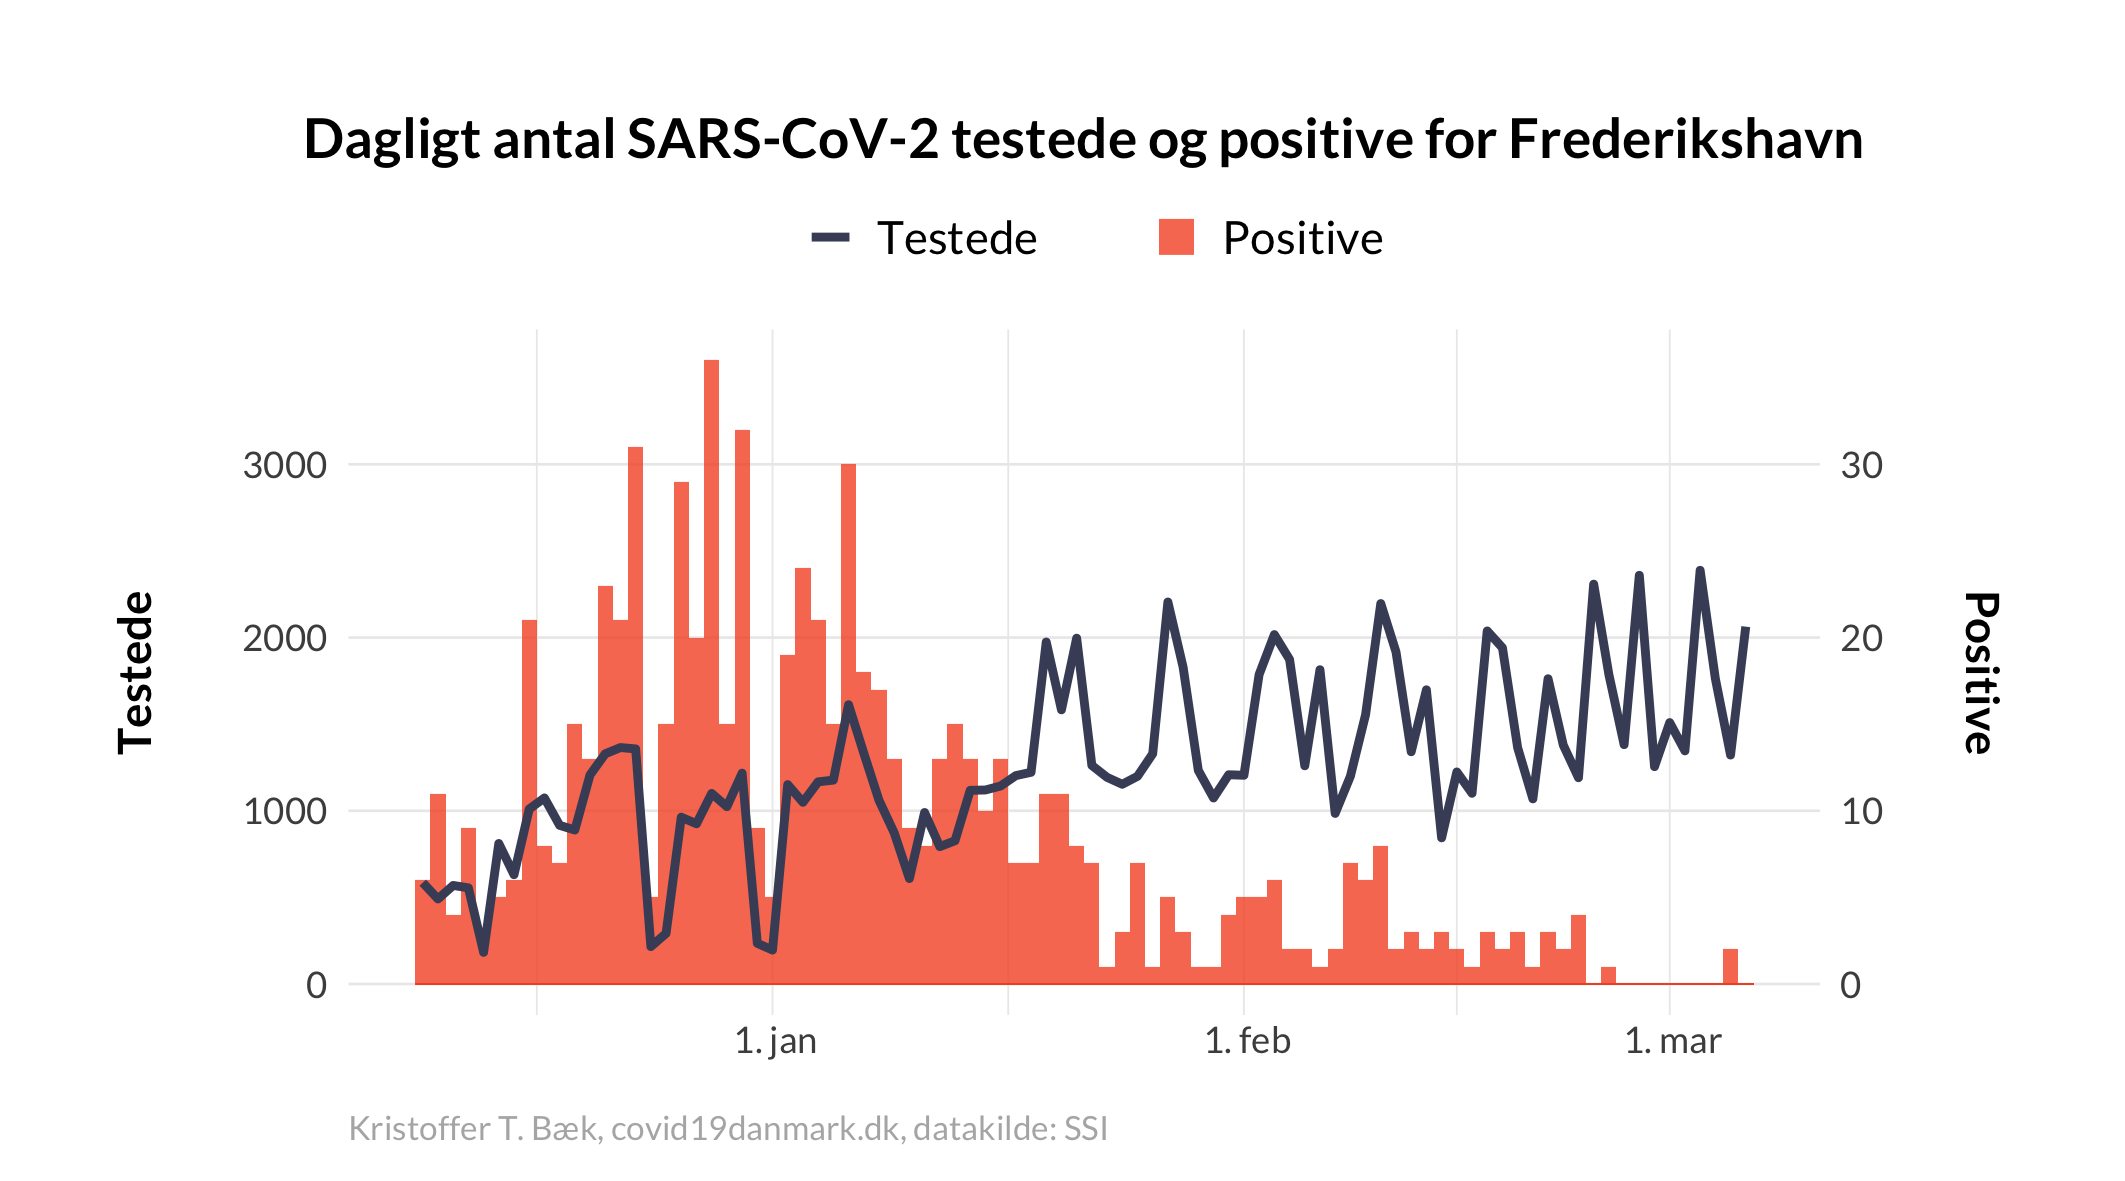 Dagligt antal SARS-CoV-2 testede og positive for Frederikshavn
Testede
Positive
3000
2000
1000
0
30
20
10
0
Testede
Positive
1. jan
1. feb
1. mar
Kristoffer T. Bæk, covid19danmark.dk, datakilde: SSI